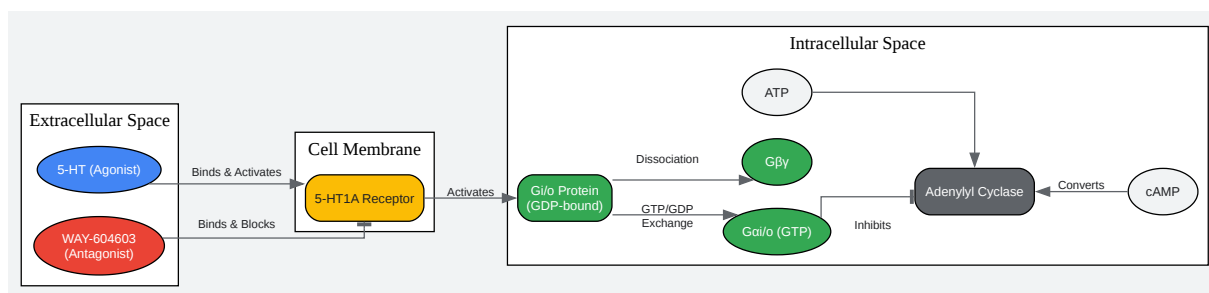 Intracellular Space
ATP
Extracellular Space
5-HT (Agonist)
Binds & Activates
WAY-604603
(Antagonist)
Binds & Blocks
Cell Membrane
5-HT1A Receptor
Activates
Gi/o Protein
(GDP-bound)
Dissociation
Gβγ
GTP/GDP
Exchange
Gαi/o (GTP)
Inhibits
Adenylyl Cyclase
Converts
cAMP